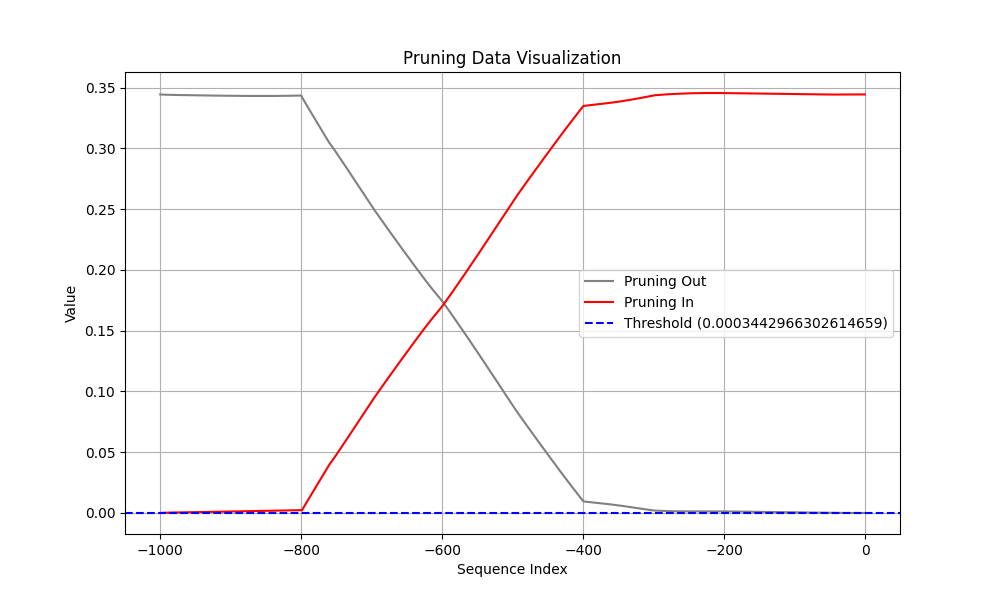 Pruning Data Visualization
0.35
0.30
0.25
0.20
0.15
0.10
0.05
0.00
Value
Pruning Out
Pruning In
Threshold (0.0003442966302614659)
−1000 −800 −600 −400 −200 0
Sequence Index